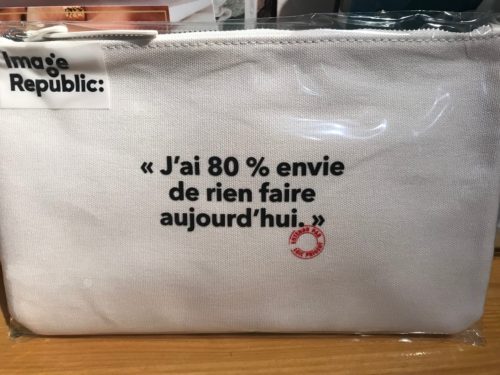 Image
Republic:
« J'ai 80 % envie
de rien faire
aujourd'hui. »